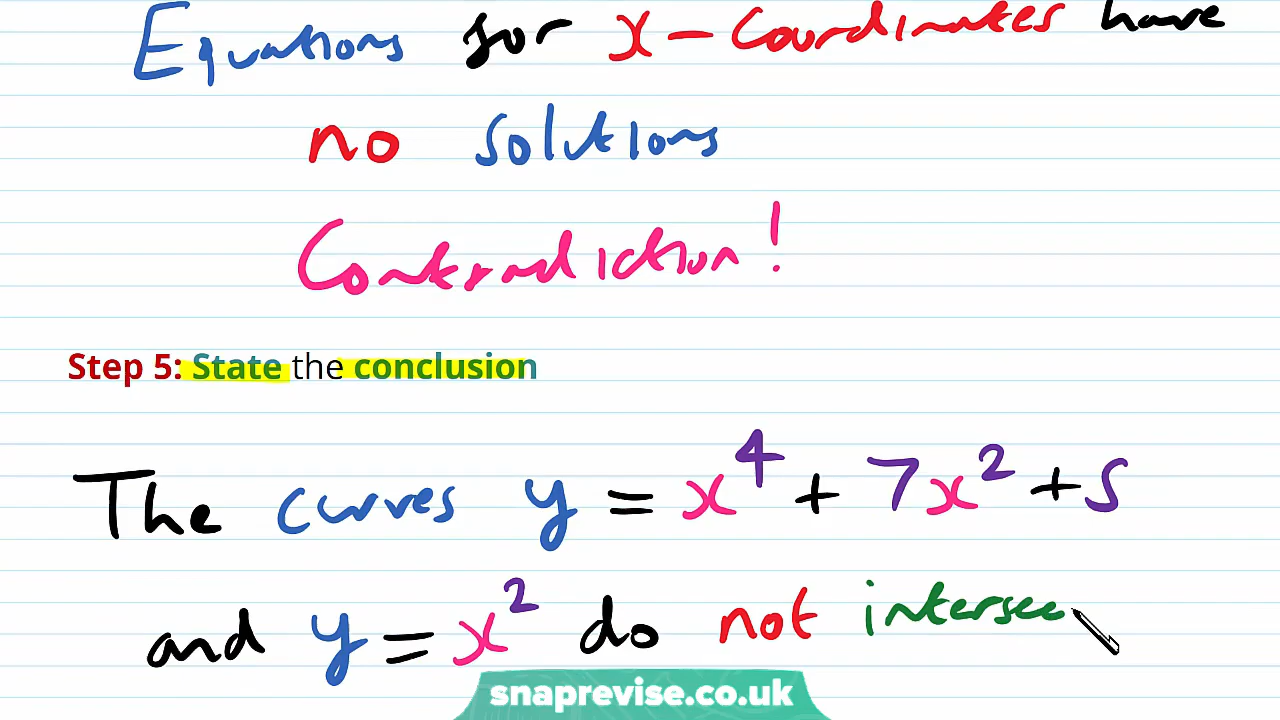 Equations for x-coordinates have
no solutions
Contradiction!
Step 5: State the conclusion
The curves y = x⁴ + 7x² + 5
and y = x² do not intersec
snaprevise.co.uk